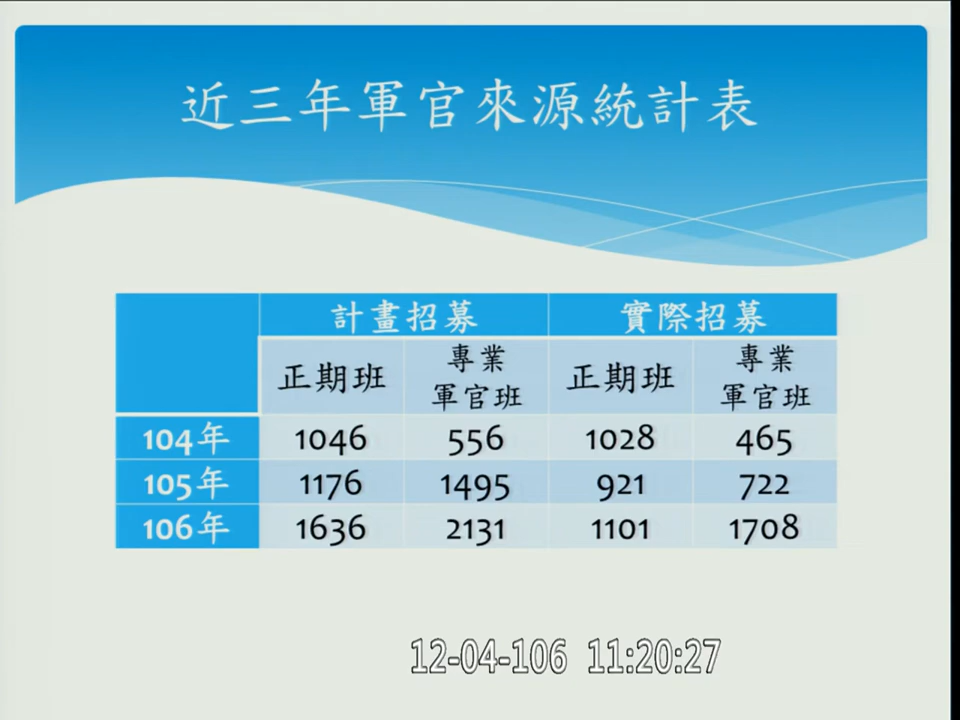 近三年軍官來源統計表
計畫招募 實際招募
正期班 專業軍官班 正期班 專業軍官班
104年 1046 556 1028 465
105年 1176 1495 921 722
106年 1636 2131 1101 1708
12-04-106 11:20:27